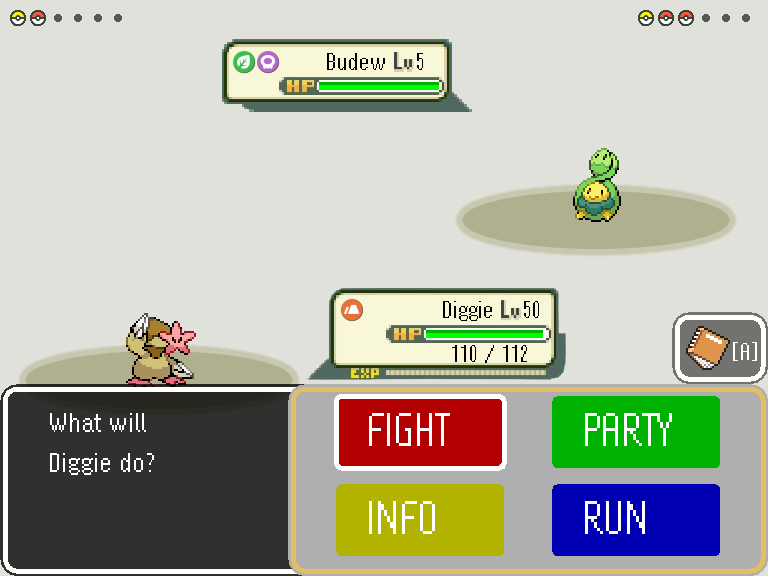 Budew Lv5
HP
Diggie Lv50
HP
110 / 112
EXP
[A]
What will
Diggie do?
FIGHT
PARTY
INFO
RUN